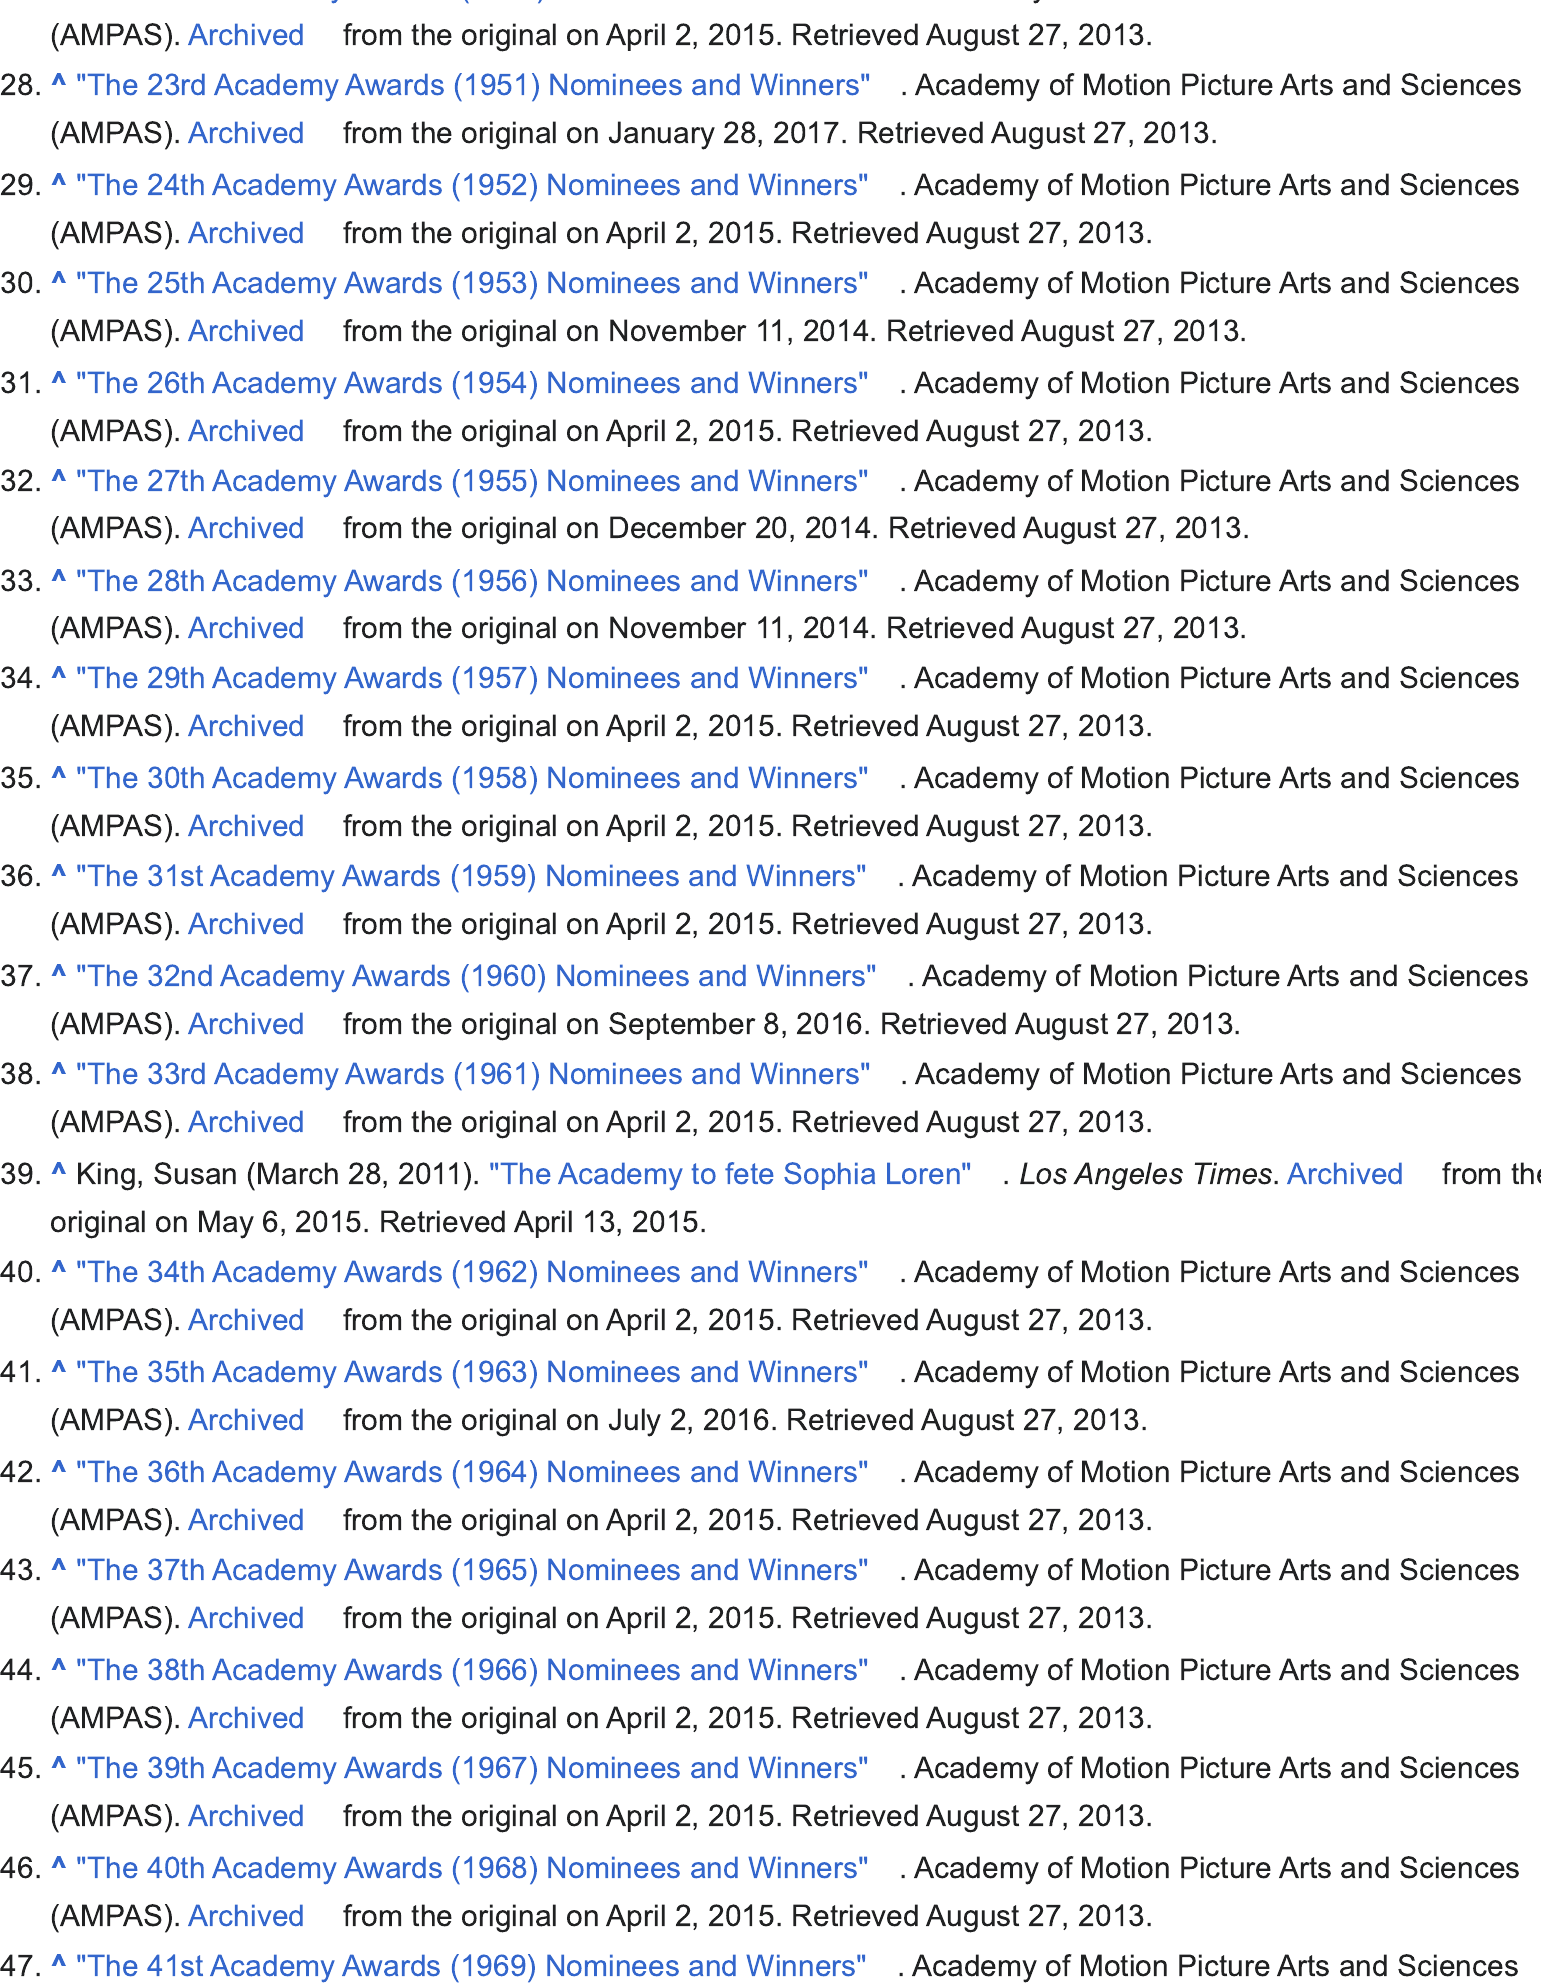 (AMPAS). Archived from the original on April 2, 2015. Retrieved August 27, 2013.
28. ^ "The 23rd Academy Awards (1951) Nominees and Winners" . Academy of Motion Picture Arts and Sciences
(AMPAS). Archived from the original on January 28, 2017. Retrieved August 27, 2013.
29. ^ "The 24th Academy Awards (1952) Nominees and Winners" . Academy of Motion Picture Arts and Sciences
(AMPAS). Archived from the original on April 2, 2015. Retrieved August 27, 2013.
30. ^ "The 25th Academy Awards (1953) Nominees and Winners" . Academy of Motion Picture Arts and Sciences
(AMPAS). Archived from the original on November 11, 2014. Retrieved August 27, 2013.
31. ^ "The 26th Academy Awards (1954) Nominees and Winners" . Academy of Motion Picture Arts and Sciences
(AMPAS). Archived from the original on April 2, 2015. Retrieved August 27, 2013.
32. ^ "The 27th Academy Awards (1955) Nominees and Winners" . Academy of Motion Picture Arts and Sciences
(AMPAS). Archived from the original on December 20, 2014. Retrieved August 27, 2013.
33. ^ "The 28th Academy Awards (1956) Nominees and Winners" . Academy of Motion Picture Arts and Sciences
(AMPAS). Archived from the original on November 11, 2014. Retrieved August 27, 2013.
34. ^ "The 29th Academy Awards (1957) Nominees and Winners" . Academy of Motion Picture Arts and Sciences
(AMPAS). Archived from the original on April 2, 2015. Retrieved August 27, 2013.
35. ^ "The 30th Academy Awards (1958) Nominees and Winners" . Academy of Motion Picture Arts and Sciences
(AMPAS). Archived from the original on April 2, 2015. Retrieved August 27, 2013.
36. ^ "The 31st Academy Awards (1959) Nominees and Winners" . Academy of Motion Picture Arts and Sciences
(AMPAS). Archived from the original on April 2, 2015. Retrieved August 27, 2013.
37. ^ "The 32nd Academy Awards (1960) Nominees and Winners" . Academy of Motion Picture Arts and Sciences
(AMPAS). Archived from the original on September 8, 2016. Retrieved August 27, 2013.
38. ^ "The 33rd Academy Awards (1961) Nominees and Winners" . Academy of Motion Picture Arts and Sciences
(AMPAS). Archived from the original on April 2, 2015. Retrieved August 27, 2013.
39. ^ King, Susan (March 28, 2011). "The Academy to fete Sophia Loren" . Los Angeles Times. Archived from the
original on May 6, 2015. Retrieved April 13, 2015.
40. ^ "The 34th Academy Awards (1962) Nominees and Winners" . Academy of Motion Picture Arts and Sciences
(AMPAS). Archived from the original on April 2, 2015. Retrieved August 27, 2013.
41. ^ "The 35th Academy Awards (1963) Nominees and Winners" . Academy of Motion Picture Arts and Sciences
(AMPAS). Archived from the original on July 2, 2016. Retrieved August 27, 2013.
42. ^ "The 36th Academy Awards (1964) Nominees and Winners" . Academy of Motion Picture Arts and Sciences
(AMPAS). Archived from the original on April 2, 2015. Retrieved August 27, 2013.
43. ^ "The 37th Academy Awards (1965) Nominees and Winners" . Academy of Motion Picture Arts and Sciences
(AMPAS). Archived from the original on April 2, 2015. Retrieved August 27, 2013.
44. ^ "The 38th Academy Awards (1966) Nominees and Winners" . Academy of Motion Picture Arts and Sciences
(AMPAS). Archived from the original on April 2, 2015. Retrieved August 27, 2013.
45. ^ "The 39th Academy Awards (1967) Nominees and Winners" . Academy of Motion Picture Arts and Sciences
(AMPAS). Archived from the original on April 2, 2015. Retrieved August 27, 2013.
46. ^ "The 40th Academy Awards (1968) Nominees and Winners" . Academy of Motion Picture Arts and Sciences
(AMPAS). Archived from the original on April 2, 2015. Retrieved August 27, 2013.
47. ^ "The 41st Academy Awards (1969) Nominees and Winners" . Academy of Motion Picture Arts and Sciences